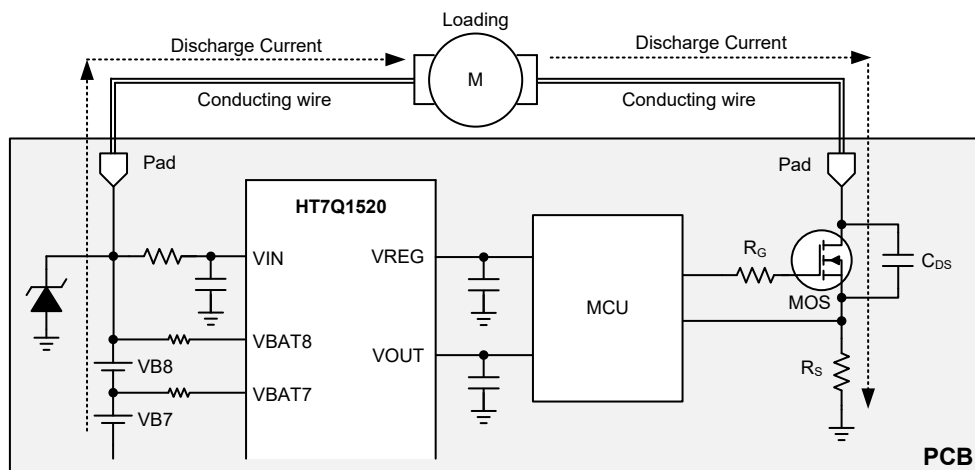 Loading
Discharge Current
Discharge Current
M
Conducting wire
Conducting wire
Pad
Pad
HT7Q1520
VIN
VREG
RG
CDS
MOS
MCU
VBAT8
VOUT
VB8
RS
VBAT7
VB7
PCB